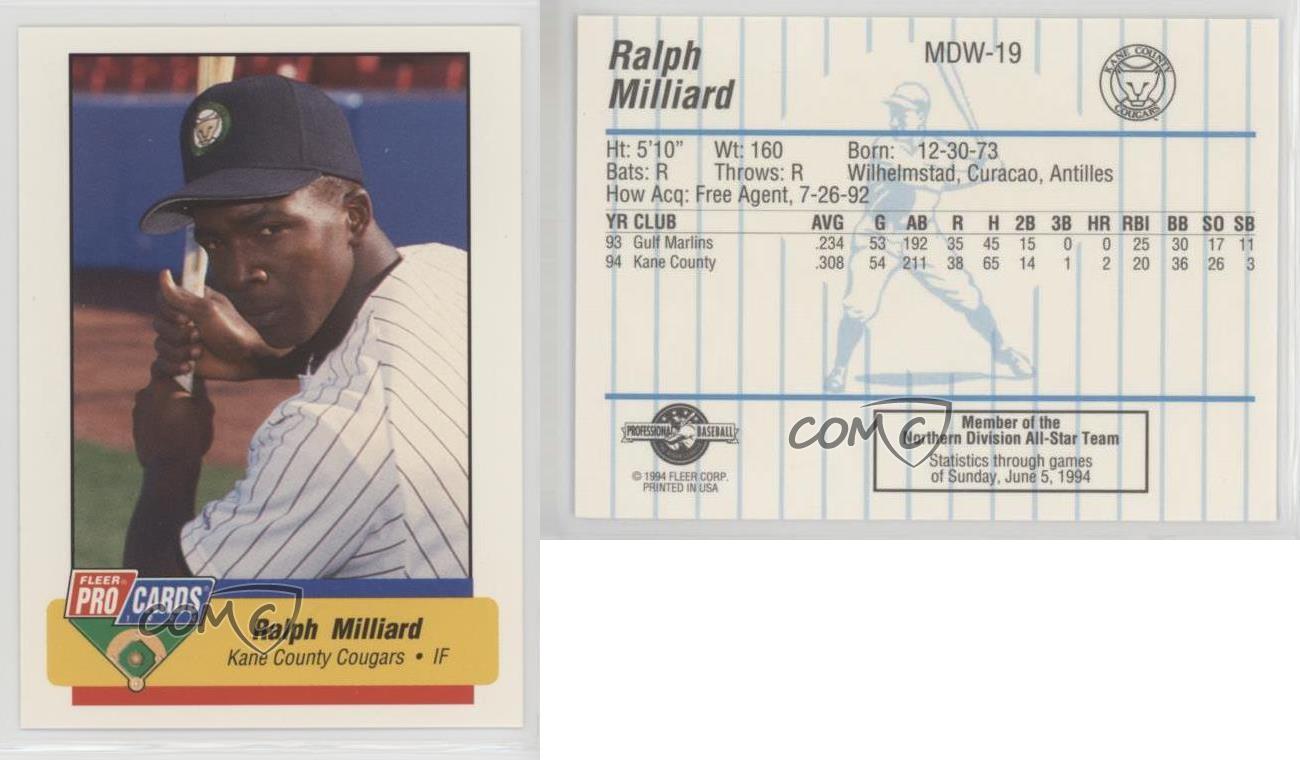 FLEER®
PRO CARDS®
Ralph Milliard
Kane County Cougars • IF
COMC
Ralph
Milliard
MDW-19
KANE COUNTY
COUGARS
Ht: 5'10" Wt: 160 Born: 12-30-73
Bats: R Throws: R Wilhelmstad, Curacao, Antilles
How Acq: Free Agent, 7-26-92
YR CLUB AVG G AB R H 2B 3B HR RBI BB SO SB
93 Gulf Marlins .234 53 192 35 45 15 0 0 25 30 17 11
94 Kane County .308 54 211 38 65 14 1 2 20 36 26 3
PROFESSIONAL BASEBALL
© 1994 FLEER CORP.
PRINTED IN USA
COMC
Member of the
Northern Division All-Star Team
Statistics through games
of Sunday, June 5, 1994